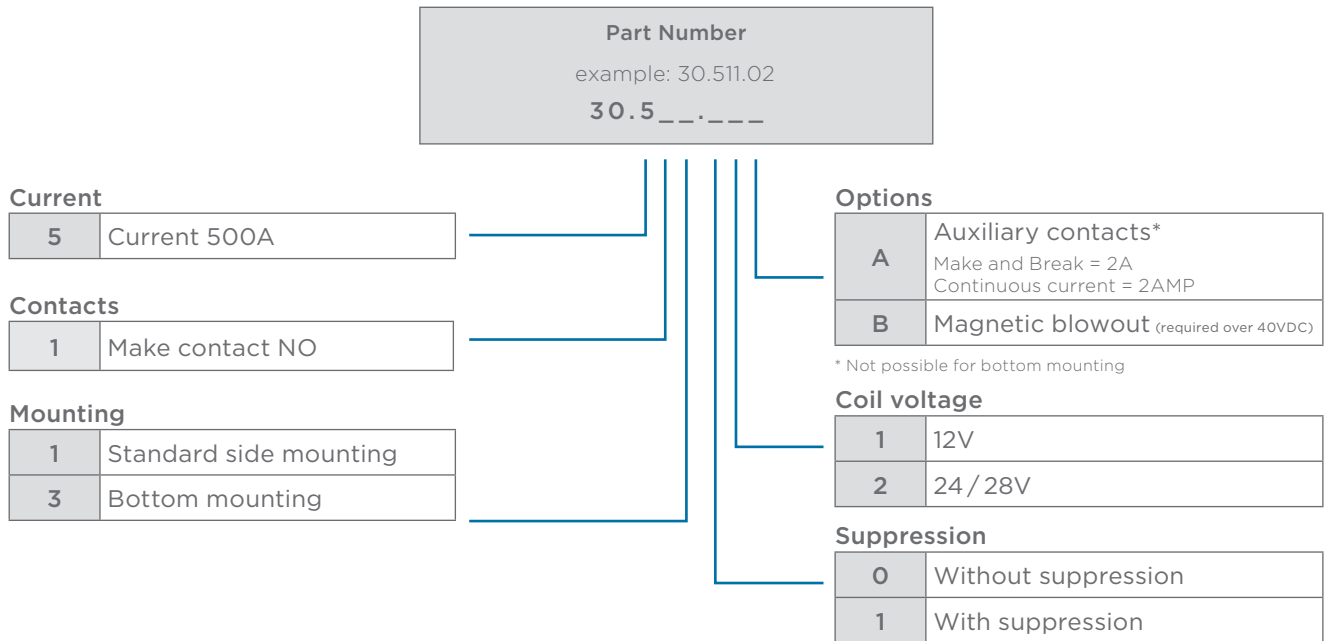 Part Number
example: 30.511.02
30.5__.___
Current
5 Current 500A
Contacts
1 Make contact NO
Mounting
1 Standard side mounting
3 Bottom mounting
Options
A Auxiliary contacts*
Make and Break = 2A
Continuous current = 2AMP
B Magnetic blowout (required over 40VDC)
* Not possible for bottom mounting
Coil voltage
1 12V
2 24 / 28V
Suppression
0 Without suppression
1 With suppression